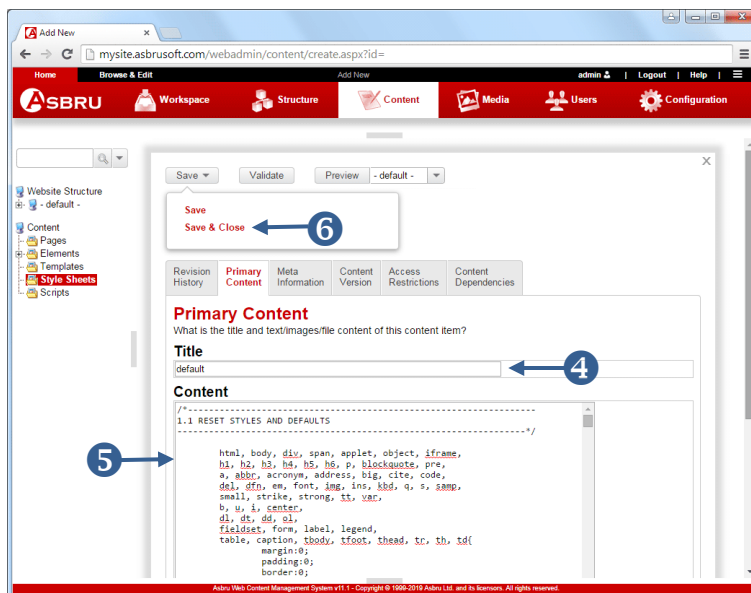 Add New
mysite.asbrusoft.com/webadmin/content/create.aspx?id=
Home Browse & Edit Add New admin | Logout | Help |
ASBRU Workspace Structure Content Media Users Configuration
X
Save Validate Preview - default -
Website Structure
- default -
Content
Pages
Elements
Templates
Style Sheets
Scripts
Save
Save & Close 6
Revision History Primary Content Meta Information Content Version Access Restrictions Content Dependencies
Primary Content
What is the title and text/images/file content of this content item?
Title
default 4
Content
/*-----------------------------------------------------------------------
1.1 RESET STYLES AND DEFAULTS
-----------------------------------------------------------------------*/
5
html, body, div, span, applet, object, iframe,
h1, h2, h3, h4, h5, h6, p, blockquote, pre,
a, abbr, acronym, address, big, cite, code,
del, dfn, em, font, img, ins, kbd, q, s, samp,
small, strike, strong, tt, var,
b, u, i, center,
dl, dt, dd, ol,
fieldset, form, label, legend,
table, caption, tbody, tfoot, thead, tr, th, td{
margin:0;
padding:0;
border:0;
Asbru Web Content Management System v11.1 - Copyright © 1999-2019 Asbru Ltd. and its licensors. All rights reserved.